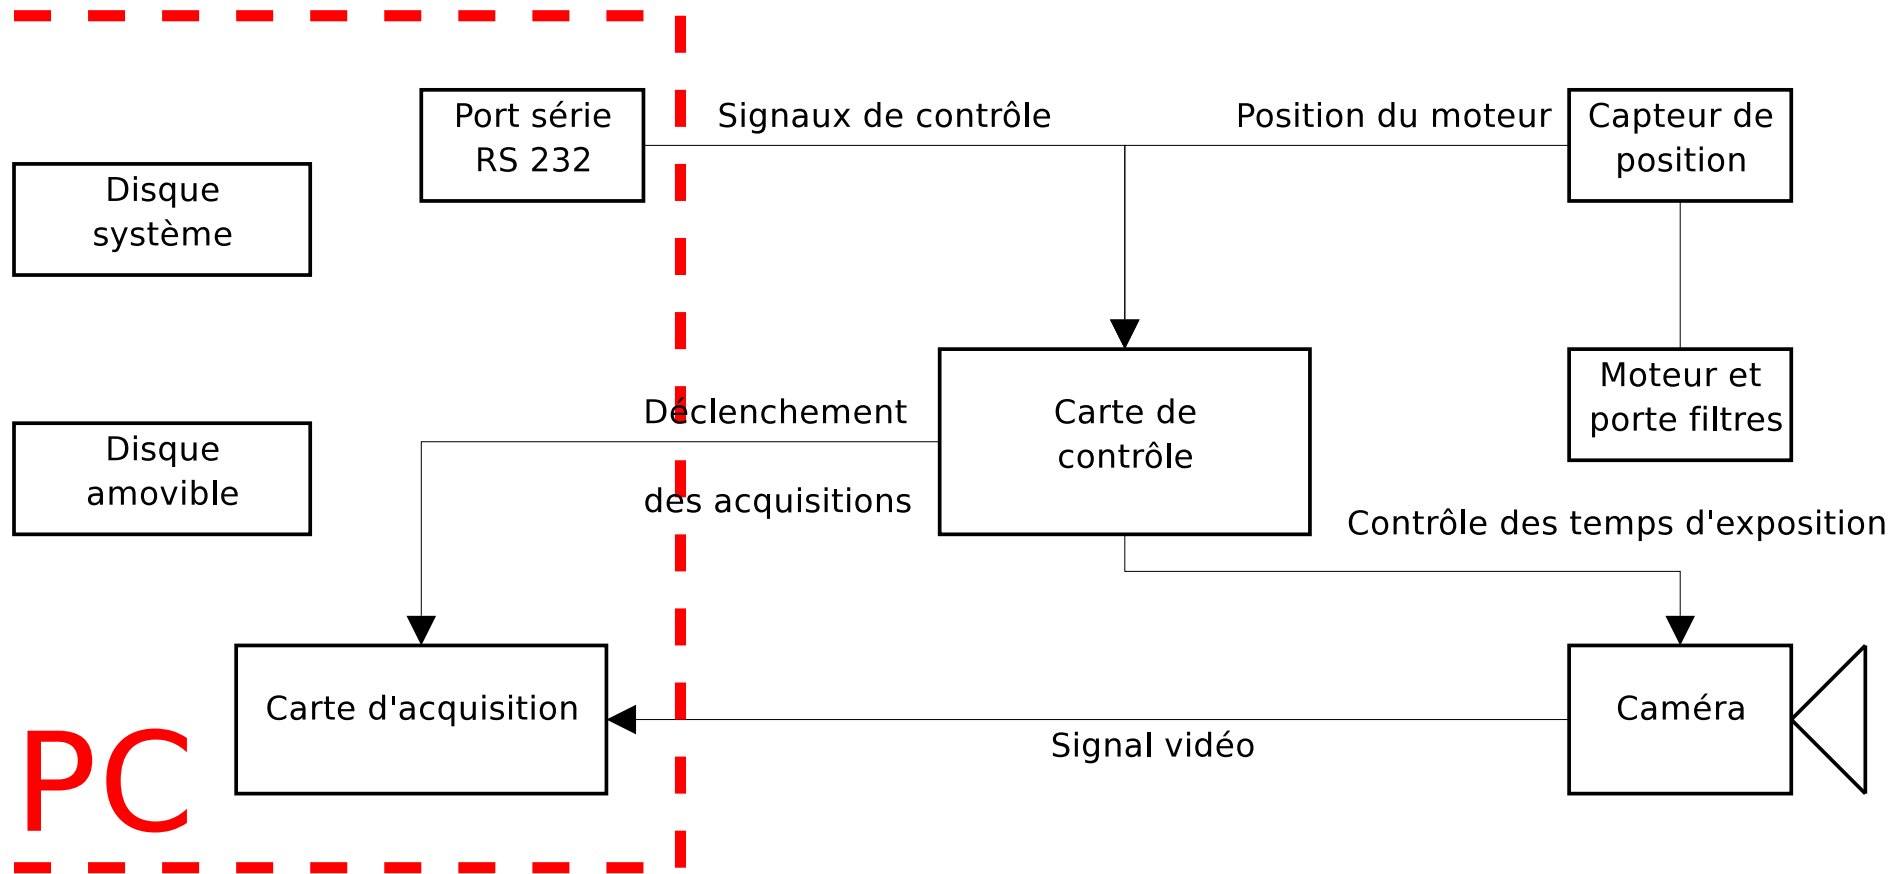 Port série
RS 232
Signaux de contrôle
Position du moteur
Capteur de
position
Disque
système
Moteur et
porte filtres
Déclenchement
des acquisitions
Carte de
contrôle
Disque
amovible
Contrôle des temps d'exposition
Carte d'acquisition
Signal vidéo
Caméra
PC